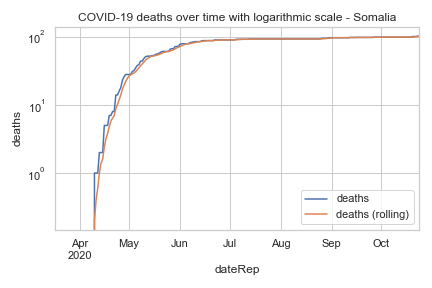 COVID-19 deaths over time with logarithmic scale - Somalia
10²
10¹
10⁰
deaths
deaths
deaths (rolling)
Apr
2020
May
Jun
Jul
Aug
Sep
Oct
dateRep